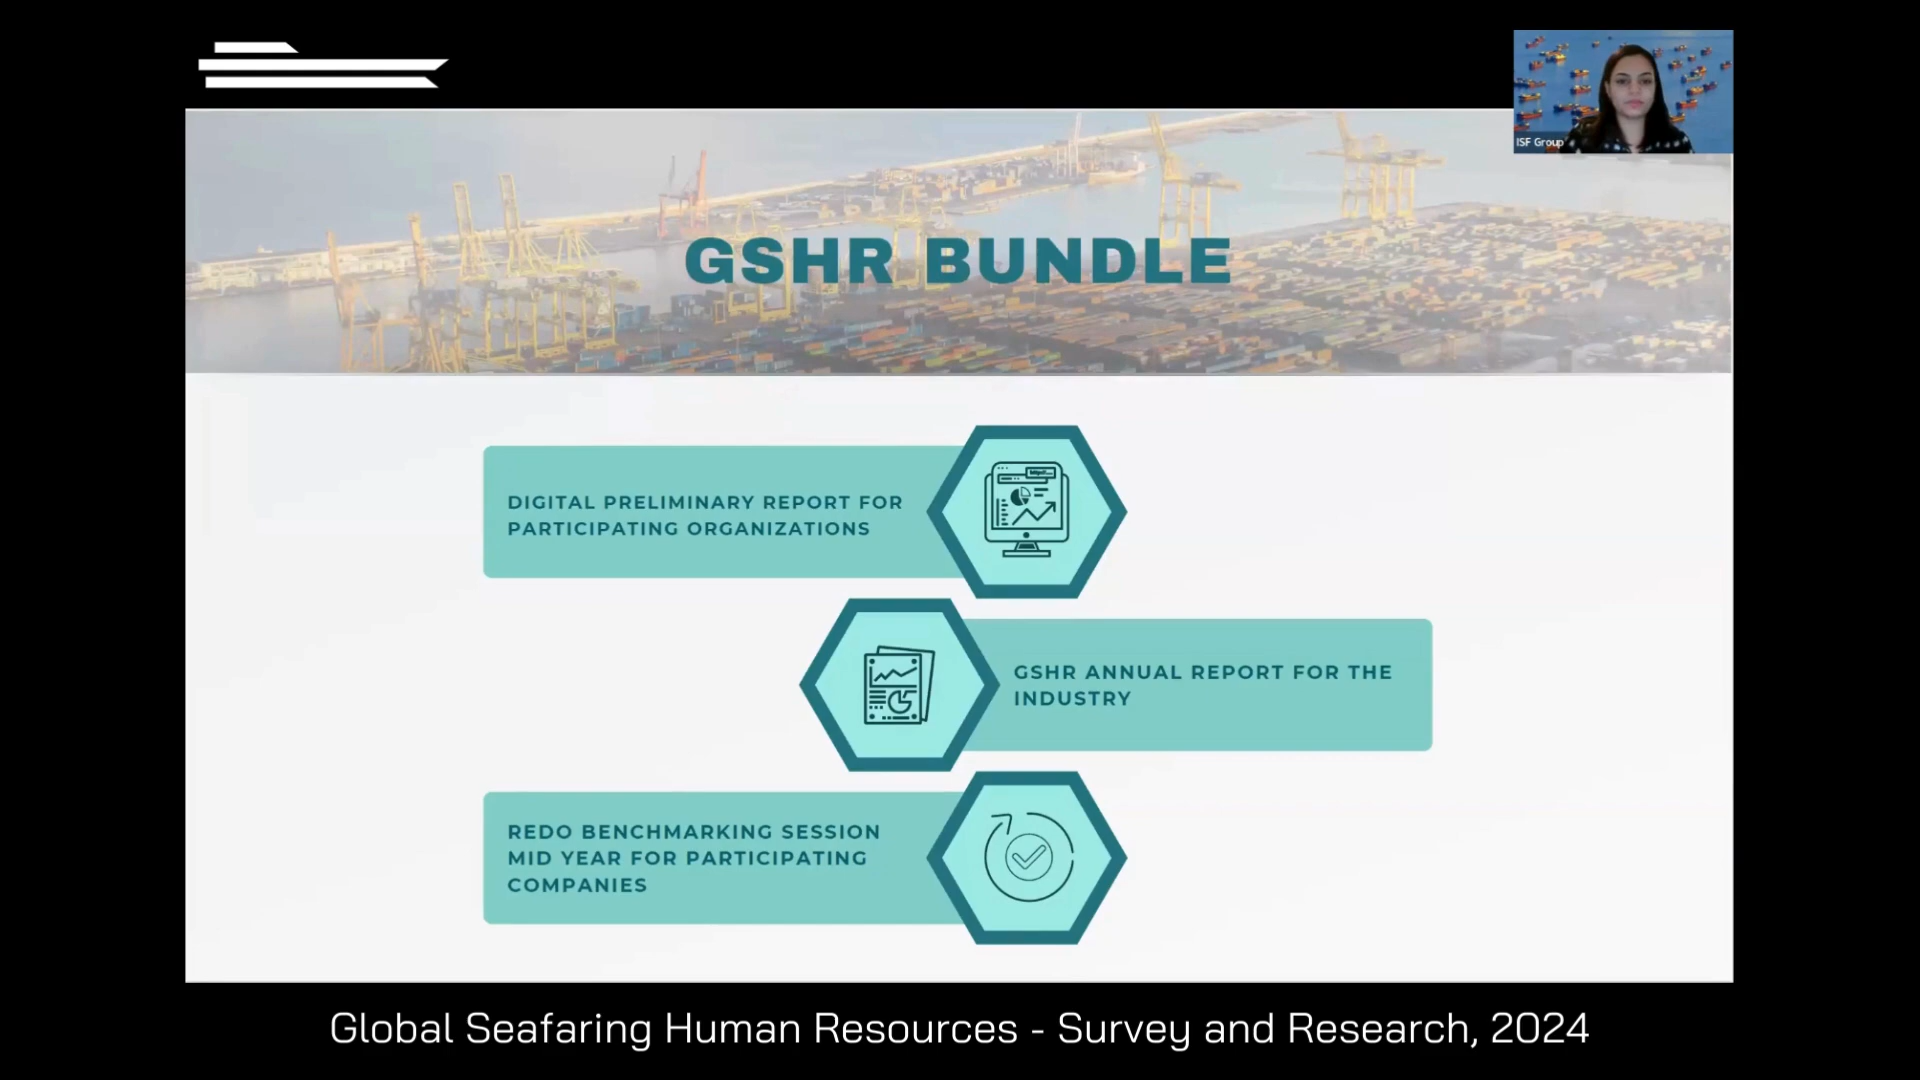 ISF Group
GSHR BUNDLE
DIGITAL PRELIMINARY REPORT FOR
PARTICIPATING ORGANIZATIONS
GSHR ANNUAL REPORT FOR THE
INDUSTRY
REDO BENCHMARKING SESSION
MID YEAR FOR PARTICIPATING
COMPANIES
Global Seafaring Human Resources - Survey and Research, 2024